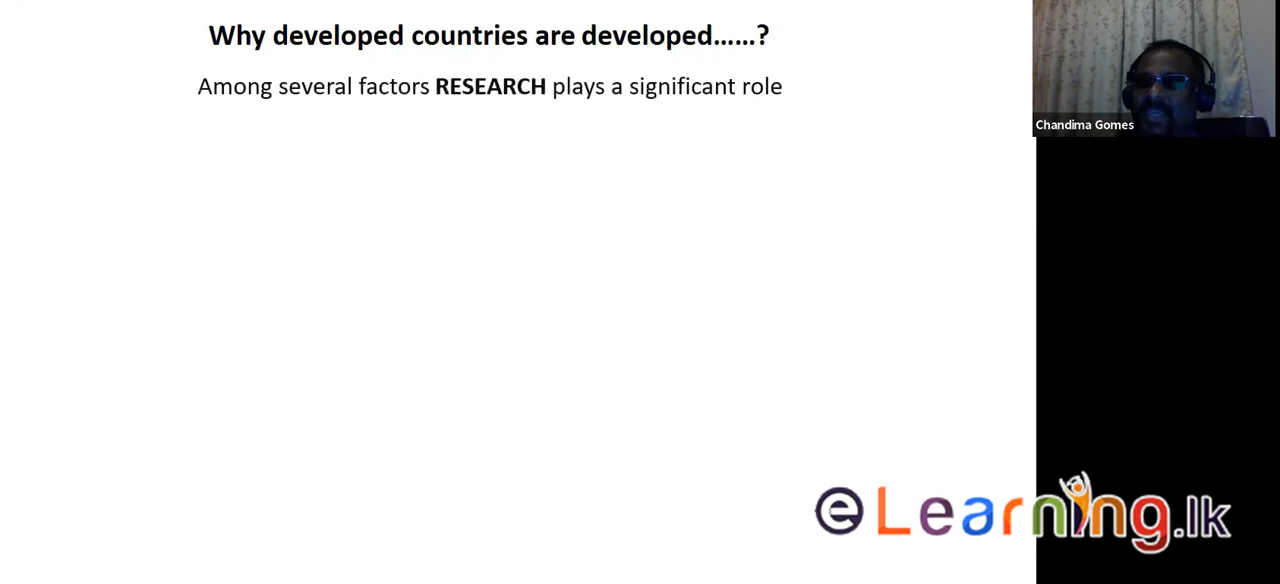 Why developed countries are developed……?
Among several factors RESEARCH plays a significant role
Chandima Gomes
eLearning.lk